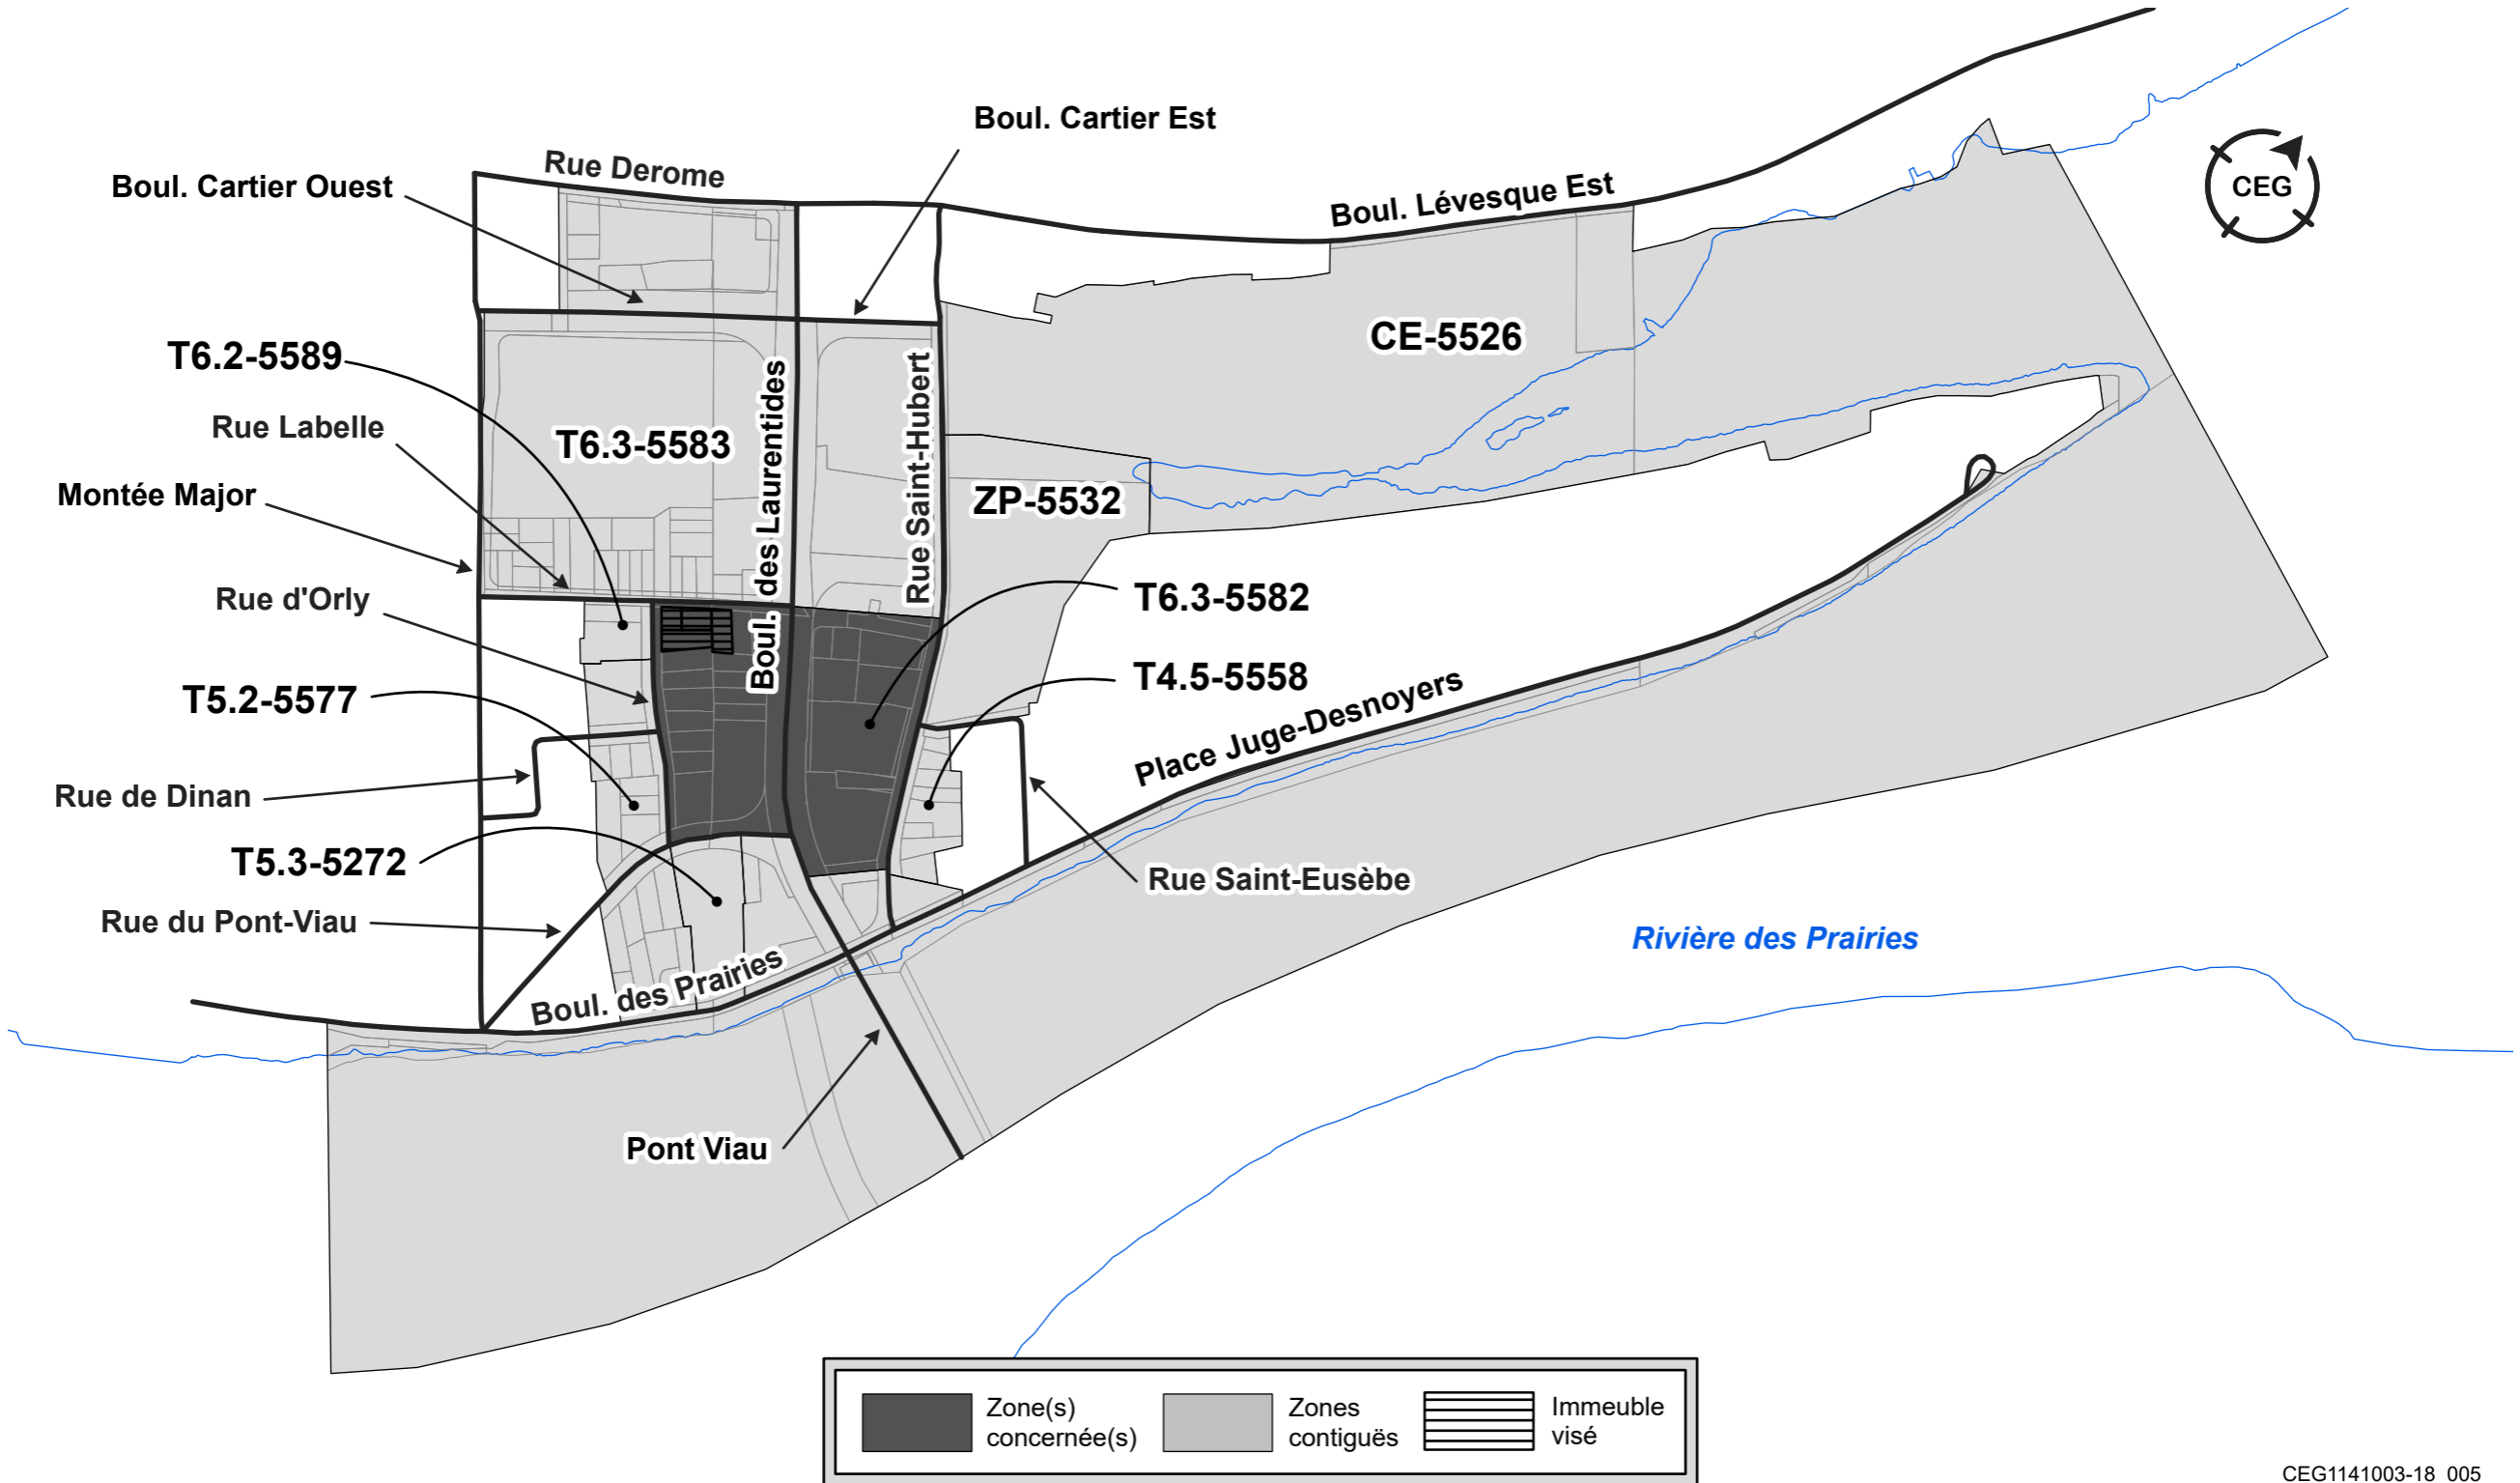 Boul. Cartier Est
Rue Derome
Boul. Cartier Ouest
Boul. Lévesque Est
CEG
T6.2-5589
CE-5526
Rue Labelle
T6.3-5583
Boul. des Laurentides
Rue Saint-Hubert
Montée Major
ZP-5532
Rue d'Orly
T6.3-5582
T5.2-5577
T4.5-5558
Place Juge-Desnoyers
Rue de Dinan
T5.3-5272
Rue Saint-Eusèbe
Rue du Pont-Viau
Rivière des Prairies
Boul. des Prairies
Pont Viau
Zone(s)
concernée(s)
Zones
contiguës
Immeuble
visé
CEG1141003-18_005